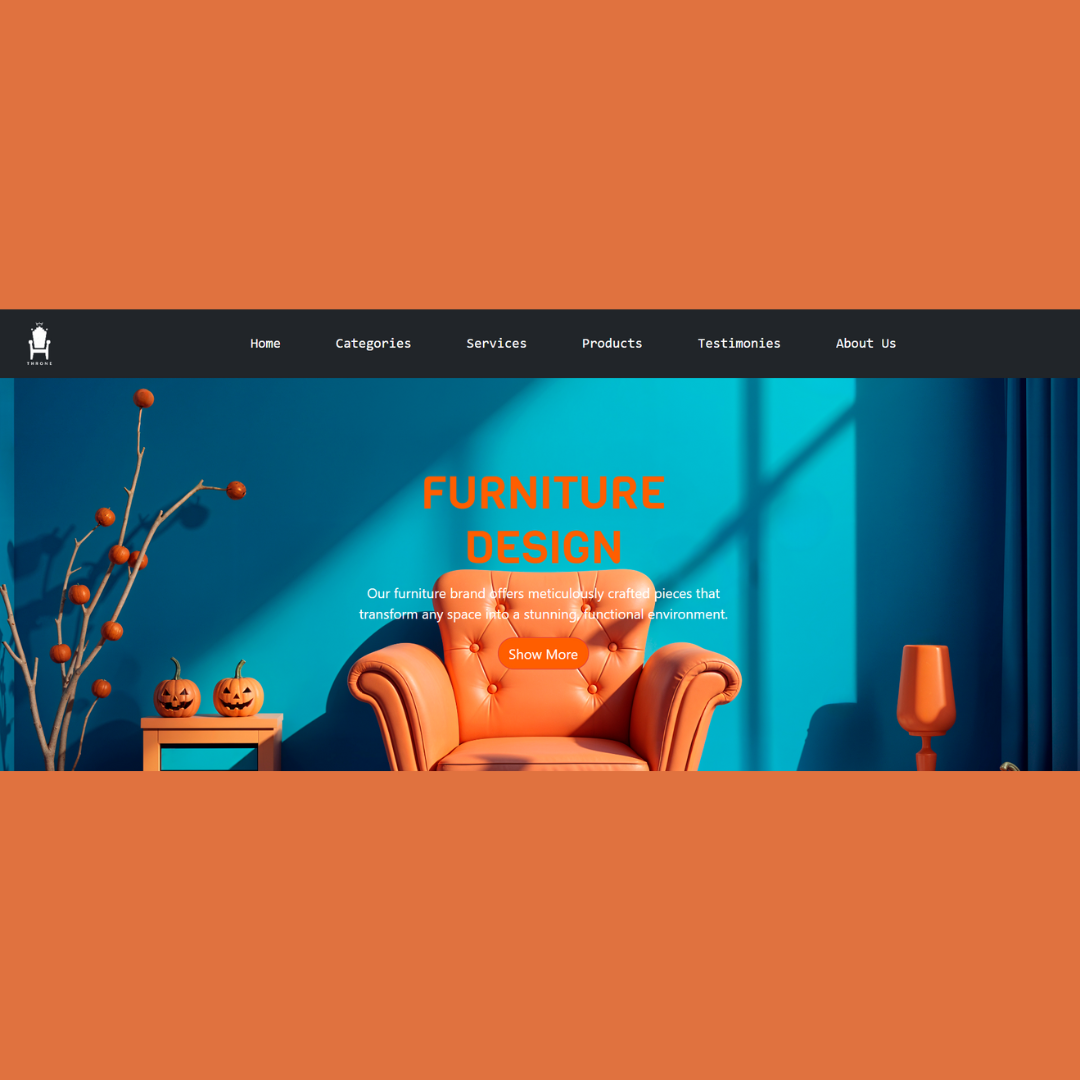 THRONE
Home Categories Services Products Testimonies About Us
FURNITURE
DESIGN
Our furniture brand offers meticulously crafted pieces that
transform any space into a stunning, functional environment.
Show More